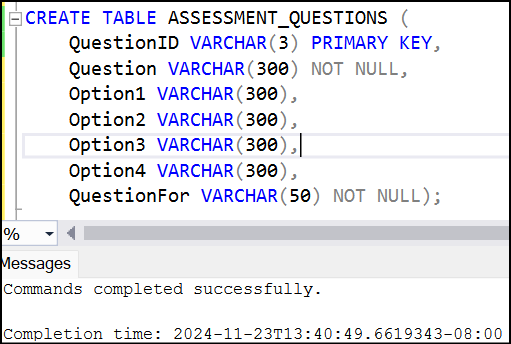 CREATE TABLE ASSESSMENT_QUESTIONS (
QuestionID VARCHAR(3) PRIMARY KEY,
Question VARCHAR(300) NOT NULL,
Option1 VARCHAR(300),
Option2 VARCHAR(300),
Option3 VARCHAR(300),
Option4 VARCHAR(300),
QuestionFor VARCHAR(50) NOT NULL);
%
Messages
Commands completed successfully.
Completion time: 2024-11-23T13:40:49.6619343-08:00